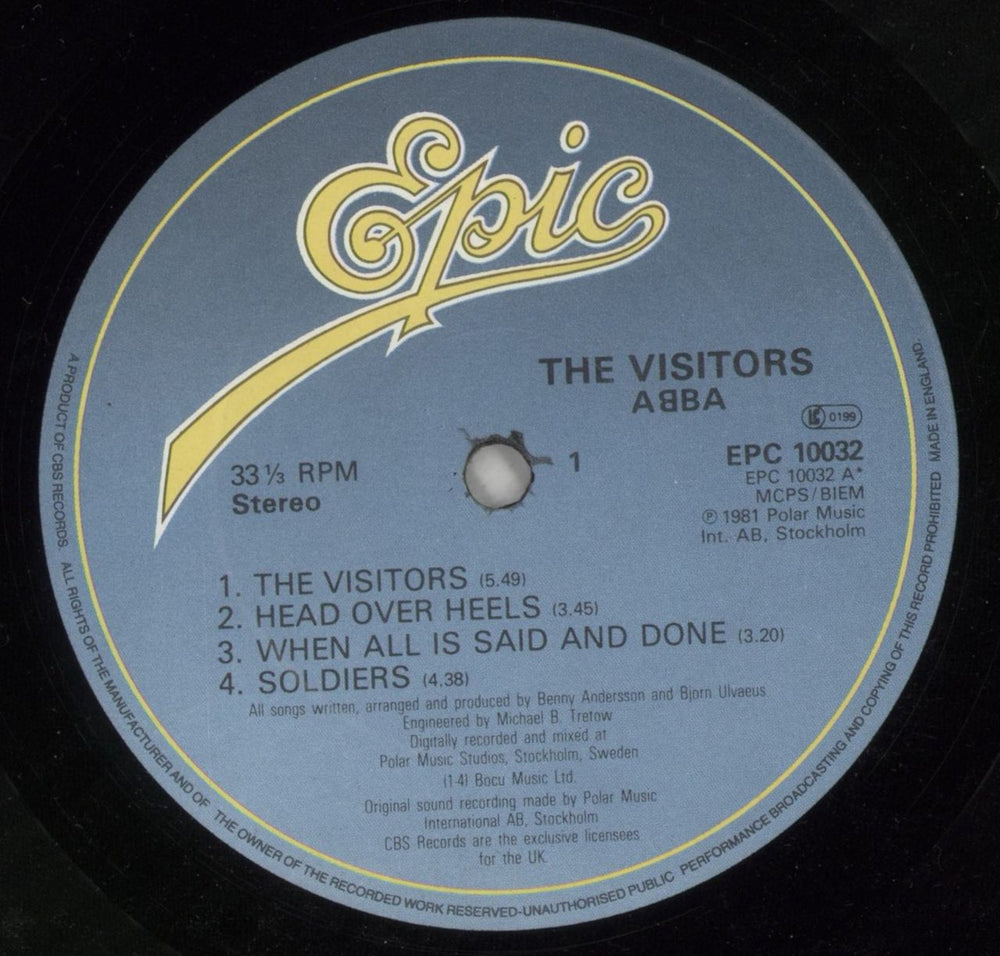 Epic
THE VISITORS
ABBA
LC 0199
33 ⅓ RPM
Stereo
1
EPC 10032
EPC 10032 A*
MCPS/BIEM
℗ 1981 Polar Music
Int. AB, Stockholm
1. THE VISITORS (5.49)
2. HEAD OVER HEELS (3.45)
3. WHEN ALL IS SAID AND DONE (3.20)
4. SOLDIERS (4.38)
All songs written, arranged and produced by Benny Andersson and Bjorn Ulvaeus
Engineered by Michael B. Tretow
Digitally recorded and mixed at
Polar Music Studios, Stockholm, Sweden
(1-4) Bocu Music Ltd.
Original sound recording made by Polar Music
International AB, Stockholm
CBS Records are the exclusive licensees
for the UK
A PRODUCT OF CBS RECORDS ALL RIGHTS OF THE MANUFACTURER AND OF THE OWNER OF THE RECORDED WORK RESERVED-UNAUTHORISED PUBLIC PERFORMANCE BROADCASTING AND COPYING OF THIS RECORD PROHIBITED MADE IN ENGLAND.